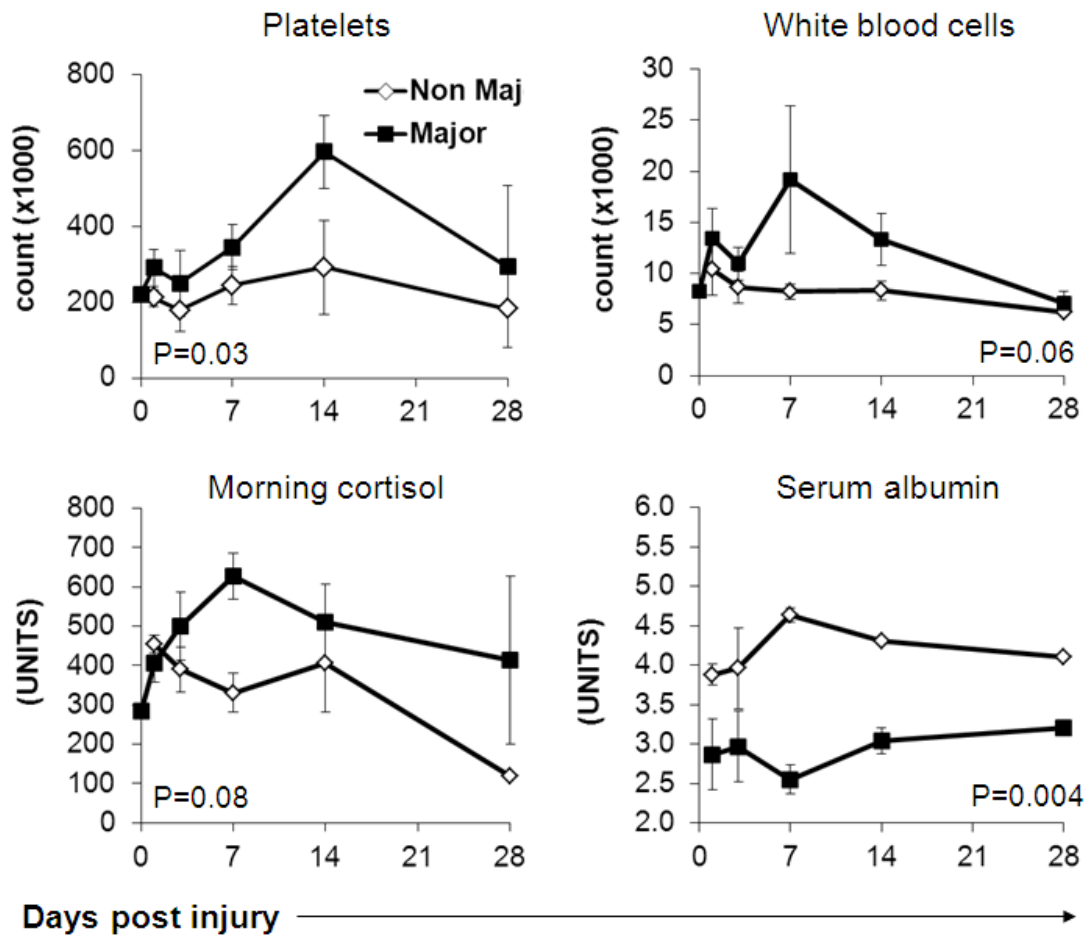 Platelets
800
600
400
200
0
count (x1000)
Non Maj
Major
P=0.03
0 7 14 21 28
White blood cells
30
25
20
15
10
5
0
count (x1000)
P=0.06
0 7 14 21 28
Morning cortisol
800
700
600
500
400
300
200
100
0
(UNITS)
P=0.08
0 7 14 21 28
Serum albumin
6.0
5.5
5.0
4.5
4.0
3.5
3.0
2.5
2.0
(UNITS)
P=0.004
0 7 14 21 28
Days post injury